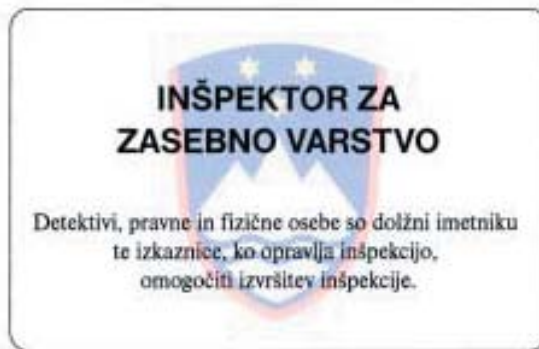 INŠPEKTOR ZA
ZASEBNO VARSTVO
Detektivi, pravne in fizične osebe so dolžni imetniku
te izkaznice, ko opravlja inšpekcijo,
omogočiti izvršitev inšpekcije.